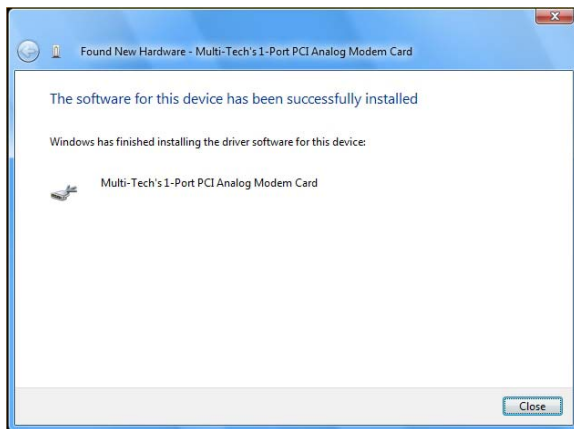 Found New Hardware - Multi-Tech's 1-Port PCI Analog Modem Card
The software for this device has been successfully installed
Windows has finished installing the driver software for this device:
Multi-Tech's 1-Port PCI Analog Modem Card
Close